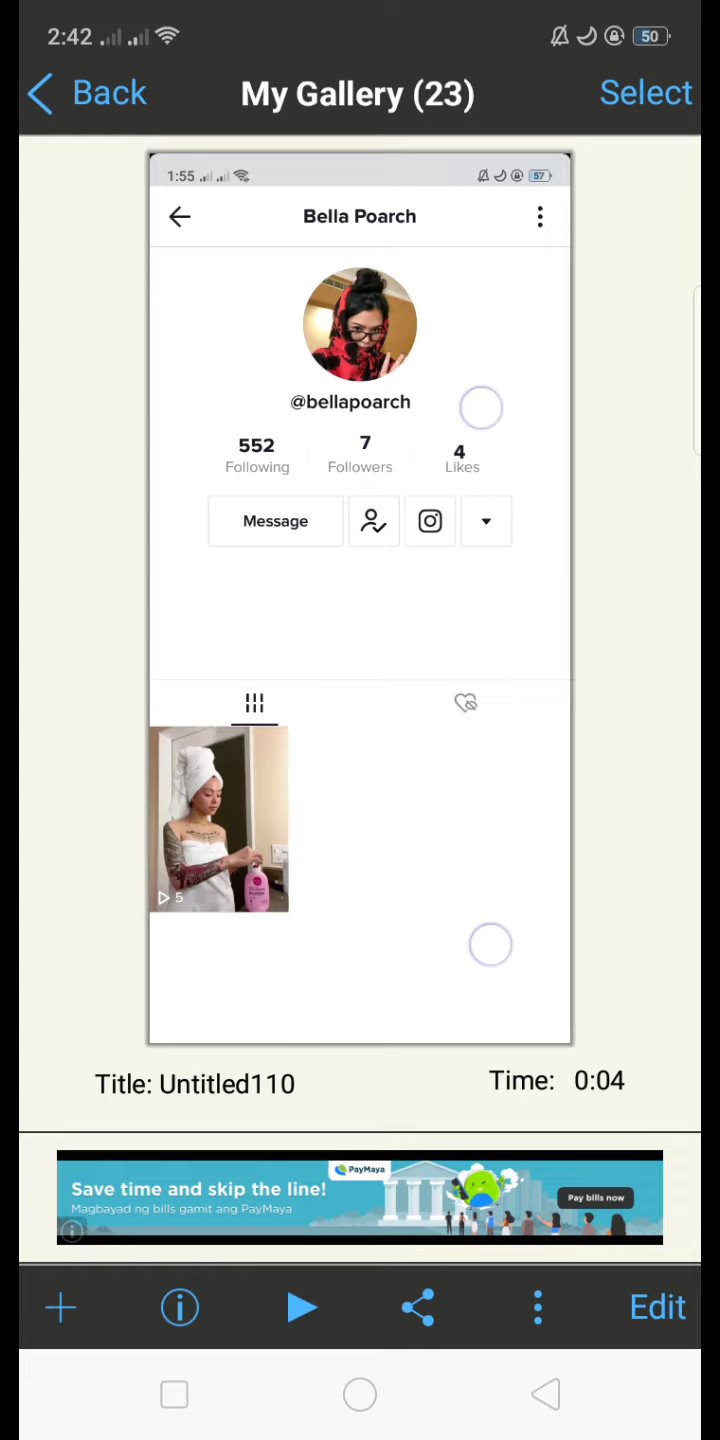 2:42
50
Back
My Gallery (23)
Select
1:55
57
Bella Poarch
@bellapoarch
552
7
4
Following
Followers
Likes
Message
5
Title: Untitled110
Time: 0:04
PayMaya
Save time and skip the line!
Magbayad ng bills gamit ang PayMaya
Pay bills now
Edit